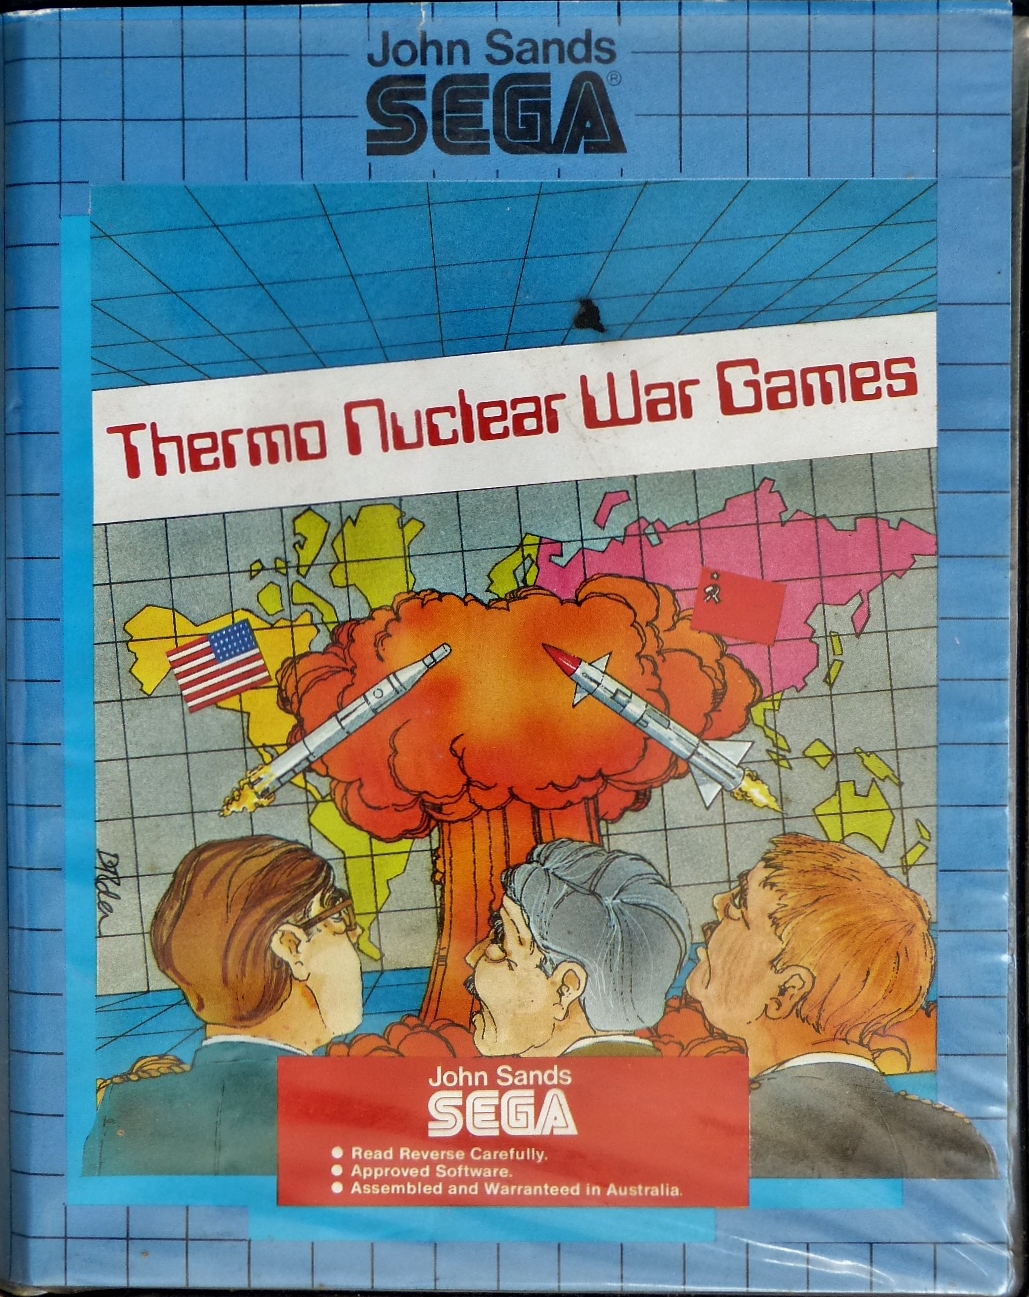 John Sands
SEGA®
Thermo Nuclear War Games
John Sands
SEGA
● Read Reverse Carefully.
● Approved Software.
● Assembled and Warranteed in Australia.